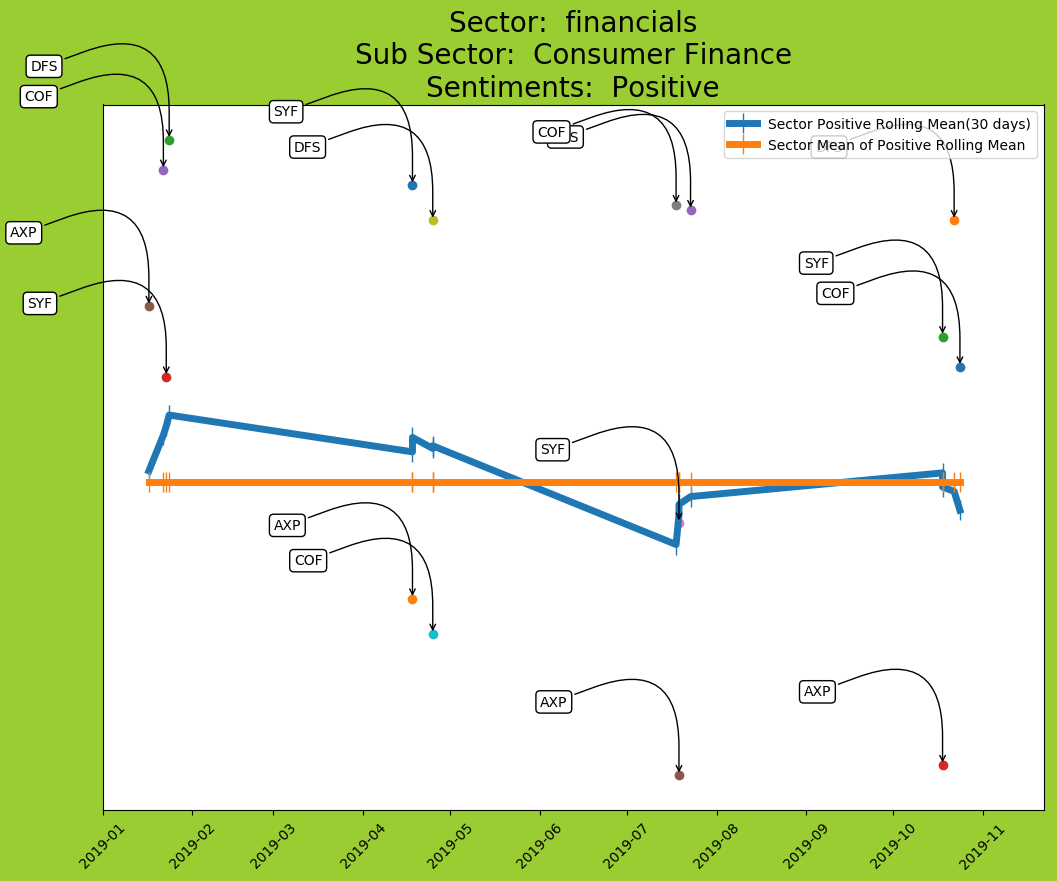 Sector:  financials
Sub Sector:  Consumer Finance
Sentiments:  Positive
DFS
COF
SYF
DFS
COF
Sector Positive Rolling Mean(30 days)
Sector Mean of Positive Rolling Mean
AXP
SYF
SYF
COF
SYF
AXP
COF
AXP
AXP
2019-01
2019-02
2019-03
2019-04
2019-05
2019-06
2019-07
2019-08
2019-09
2019-10
2019-11